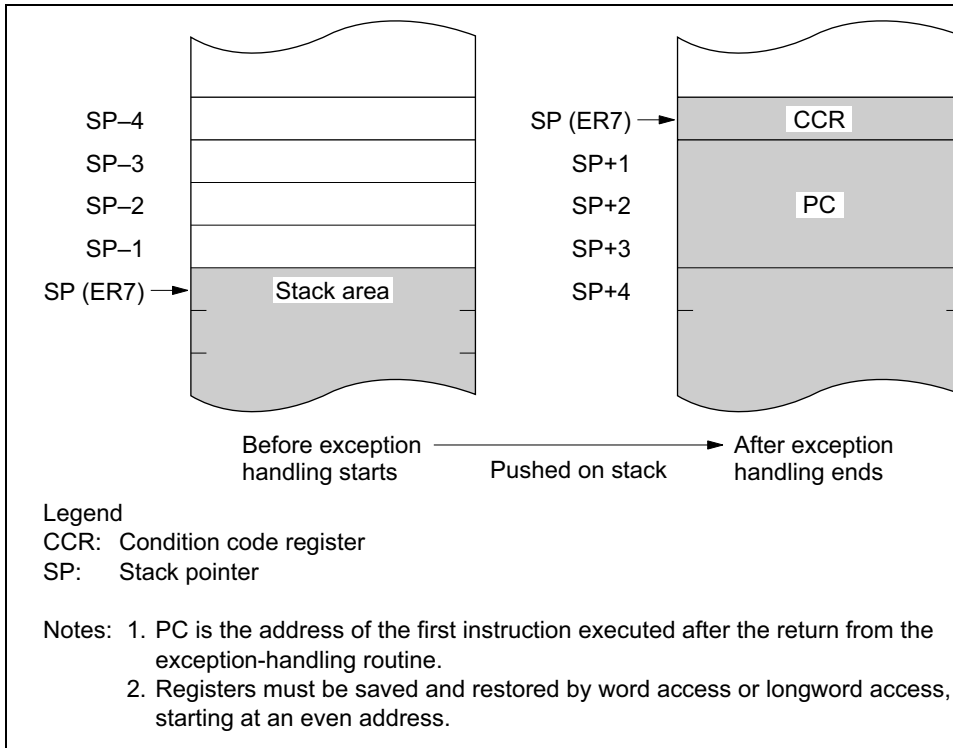 SP–4
SP–3
SP–2
SP–1
SP (ER7)
Stack area
SP (ER7)
CCR
SP+1
SP+2
PC
SP+3
SP+4
Before exception
handling starts
Pushed on stack
After exception
handling ends
Legend
CCR: Condition code register
SP: Stack pointer
Notes: 1. PC is the address of the first instruction executed after the return from the
exception-handling routine.
2. Registers must be saved and restored by word access or longword access,
starting at an even address.